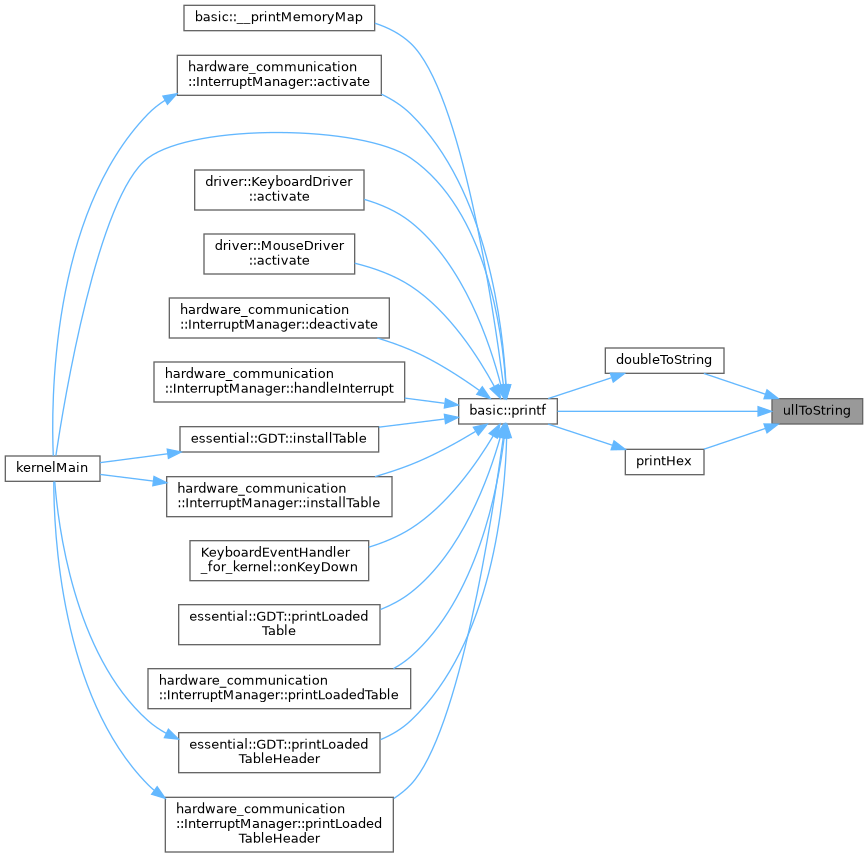 basic::__printMemoryMap
hardware_communication
::InterruptManager::activate
driver::KeyboardDriver
::activate
driver::MouseDriver
::activate
hardware_communication
::InterruptManager::deactivate
doubleToString
hardware_communication
::InterruptManager::handleInterrupt
basic::printf
ullToString
essential::GDT::installTable
kernelMain
printHex
hardware_communication
::InterruptManager::installTable
KeyboardEventHandler
_for_kernel::onKeyDown
essential::GDT::printLoaded
Table
hardware_communication
::InterruptManager::printLoadedTable
essential::GDT::printLoaded
TableHeader
hardware_communication
::InterruptManager::printLoaded
TableHeader